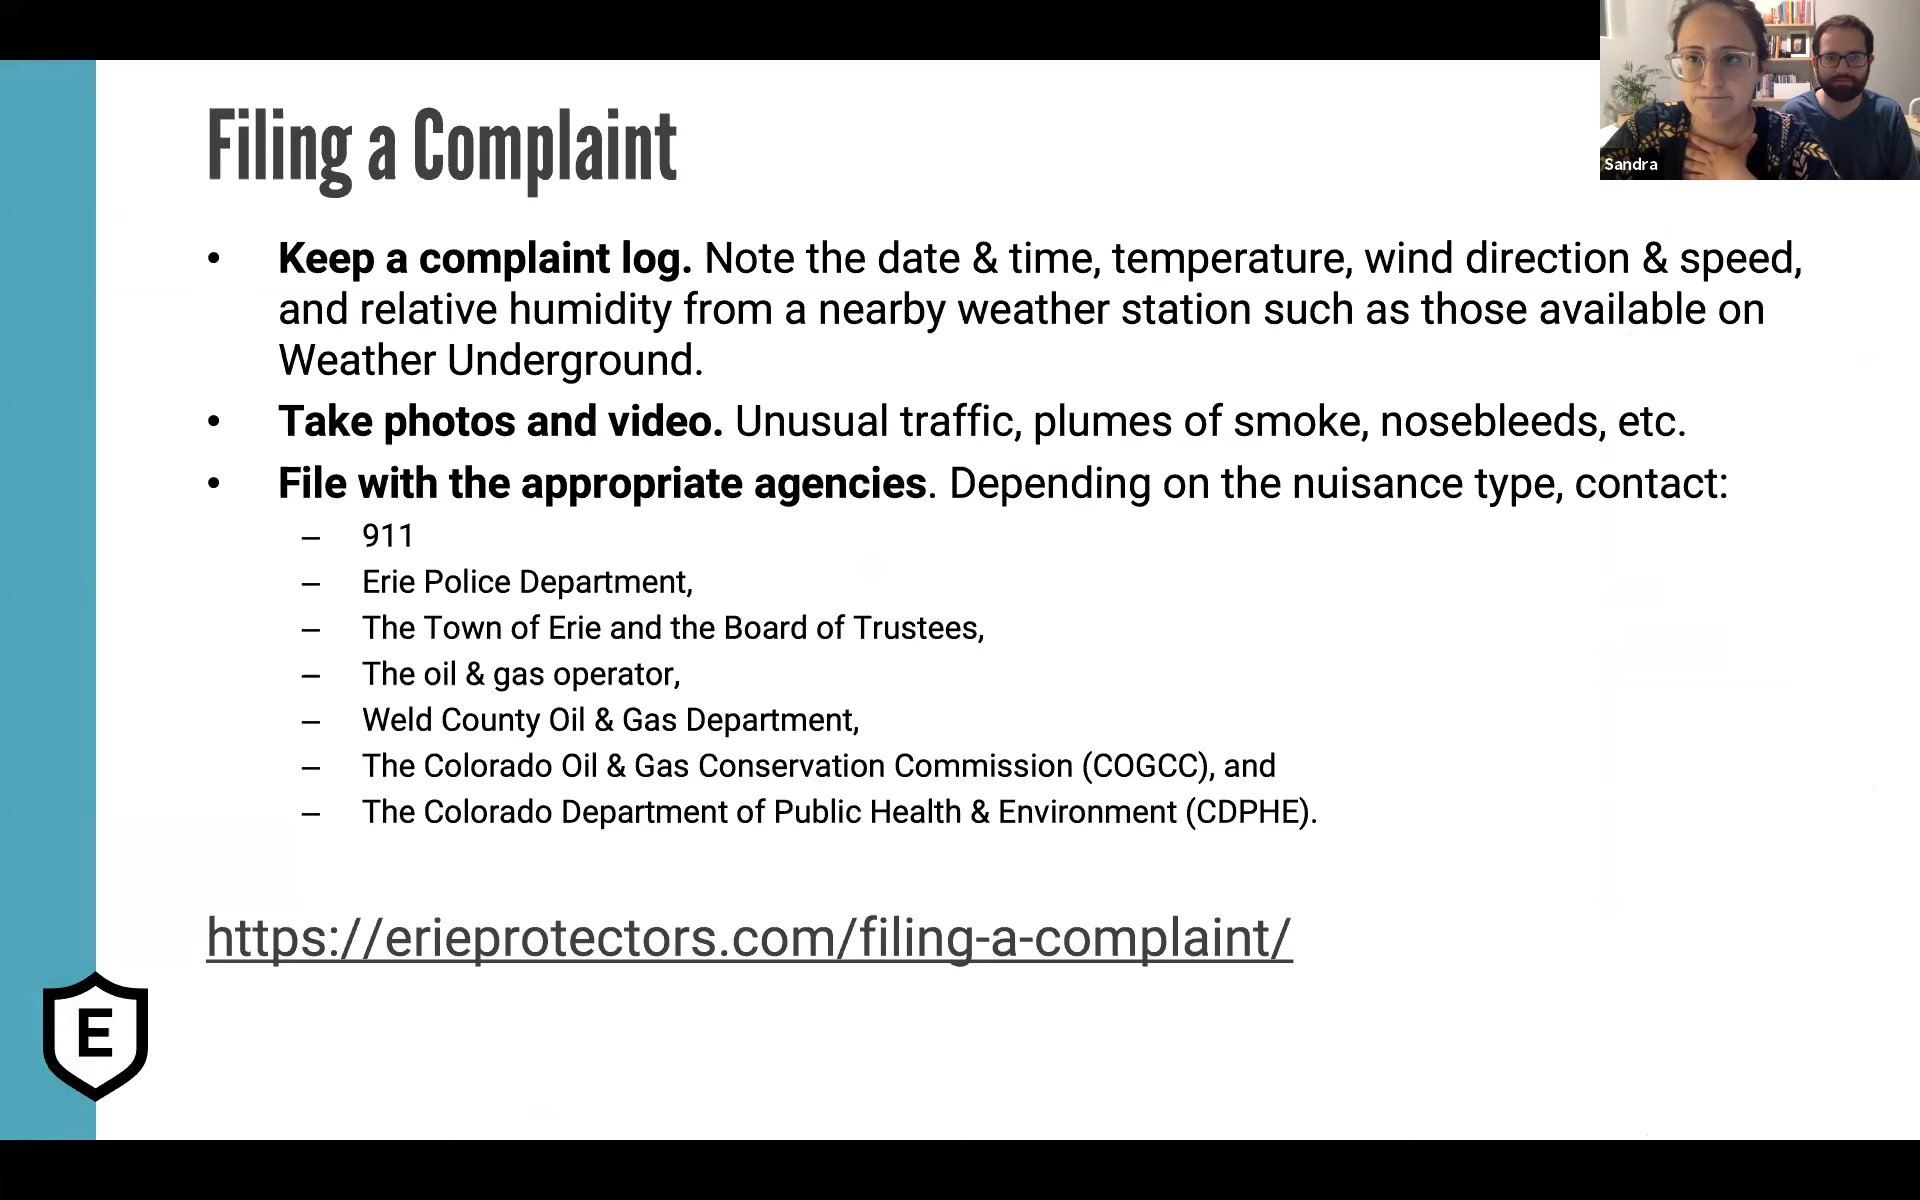 Filing a Complaint
Sandra
• Keep a complaint log. Note the date & time, temperature, wind direction & speed,
and relative humidity from a nearby weather station such as those available on
Weather Underground.
• Take photos and video. Unusual traffic, plumes of smoke, nosebleeds, etc.
• File with the appropriate agencies. Depending on the nuisance type, contact:
– 911
– Erie Police Department,
– The Town of Erie and the Board of Trustees,
– The oil & gas operator,
– Weld County Oil & Gas Department,
– The Colorado Oil & Gas Conservation Commission (COGCC), and
– The Colorado Department of Public Health & Environment (CDPHE).
https://erieprotectors.com/filing-a-complaint/
E